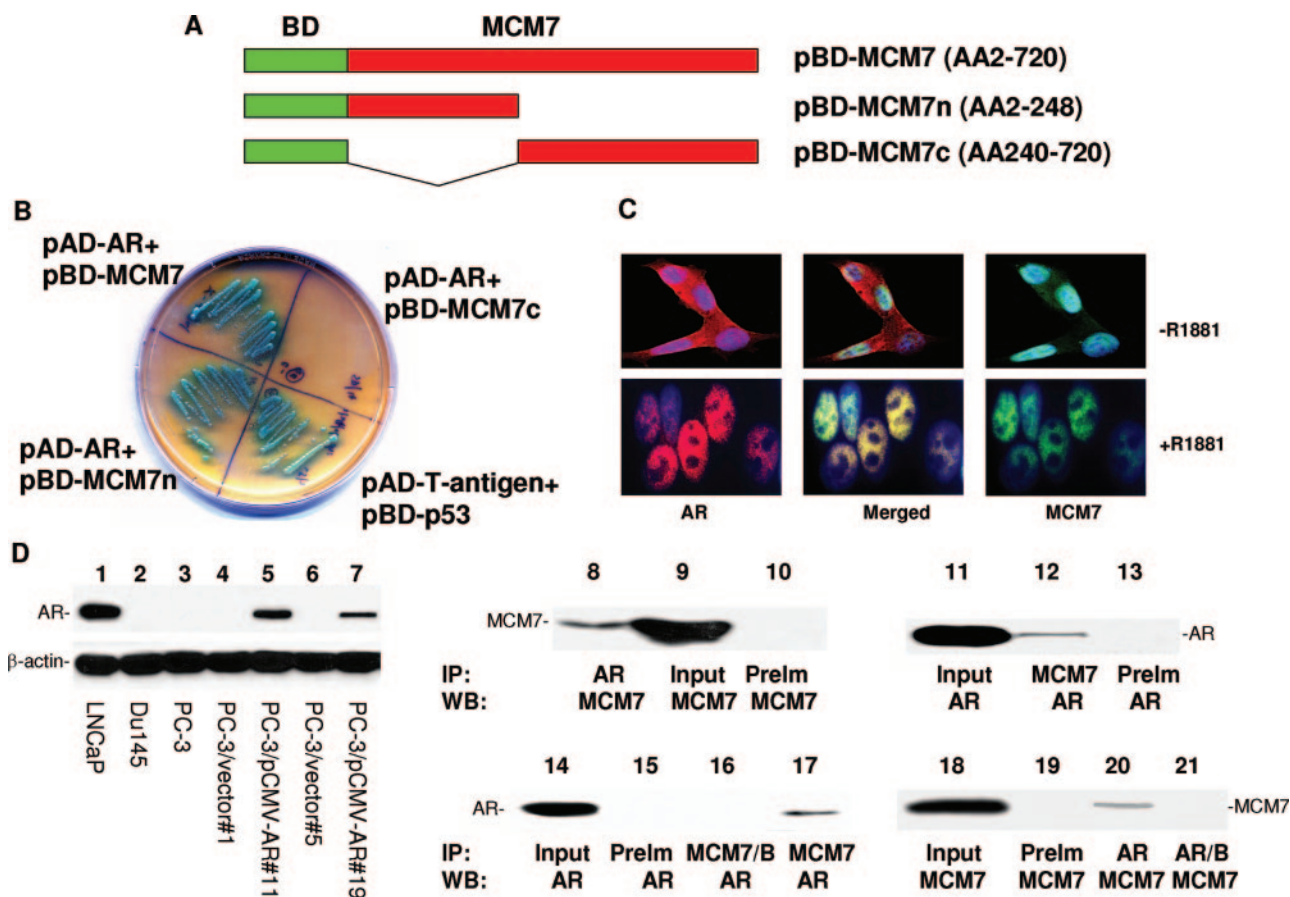 A
BD
MCM7
pBD-MCM7 (AA2-720)
pBD-MCM7n (AA2-248)
pBD-MCM7c (AA240-720)
B
pAD-AR+
pBD-MCM7
pAD-AR+
pBD-MCM7c
pAD-AR+
pBD-MCM7n
pAD-T-antigen+
pBD-p53
C
-R1881
+R1881
AR
Merged
MCM7
D
1 2 3 4 5 6 7
AR-
β-actin-
LNCaP
Du145
PC-3
PC-3/vector#1
PC-3/pCMV-AR#11
PC-3/vector#5
PC-3/pCMV-AR#19
8 9 10
MCM7-
IP: AR Input PreIm
WB: MCM7 MCM7 MCM7
11 12 13
-AR
Input MCM7 PreIm
AR AR AR
14 15 16 17
AR-
IP: Input PreIm MCM7/B MCM7
WB: AR AR AR AR
18 19 20 21
-MCM7
Input PreIm AR AR/B
MCM7 MCM7 MCM7 MCM7